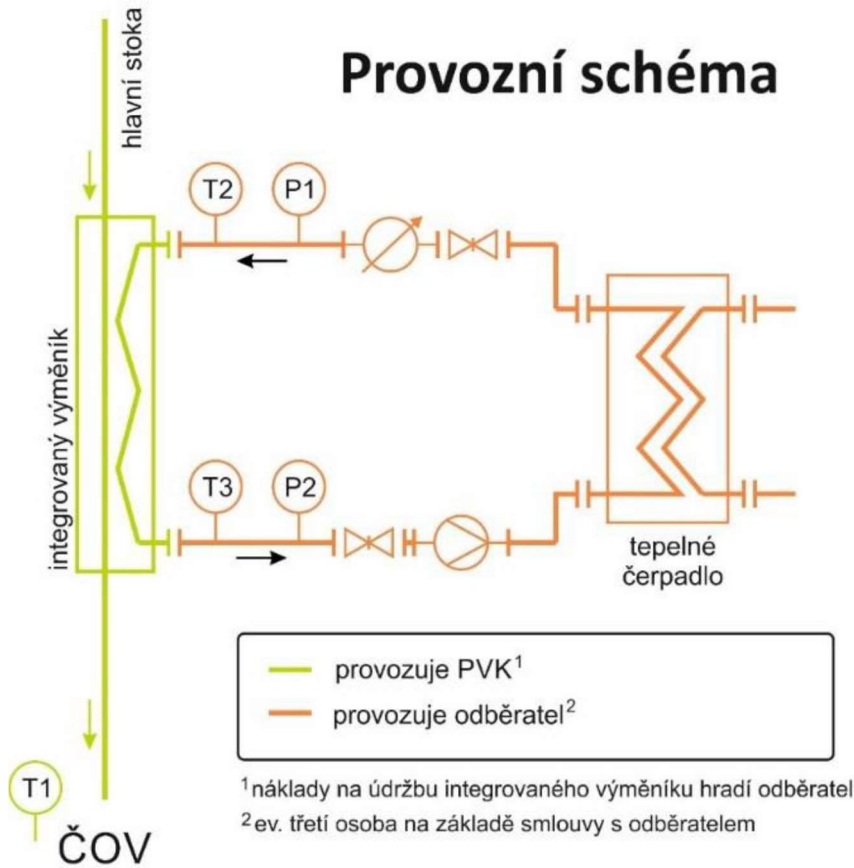 Provozní schéma
hlavní stoka
T2
P1
integrovaný výměník
T3
P2
tepelné
čerpadlo
provozuje PVK¹
provozuje odběratel²
T1
ČOV
¹náklady na údržbu integrovaného výměníku hradí odběratel
²ev. třetí osoba na základě smlouvy s odběratelem